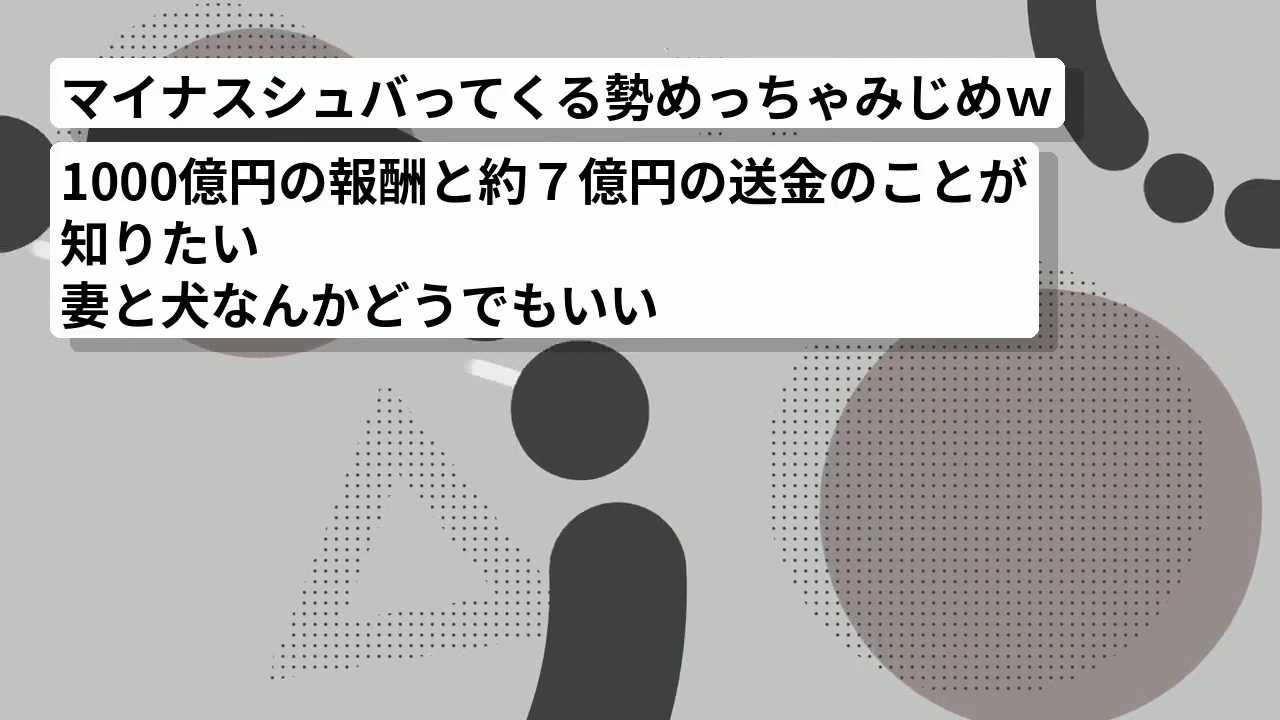 マイナスシュバってくる勢めっちゃみじめｗ
1000億円の報酬と約７億円の送金のことが
知りたい
妻と犬なんかどうでもいい